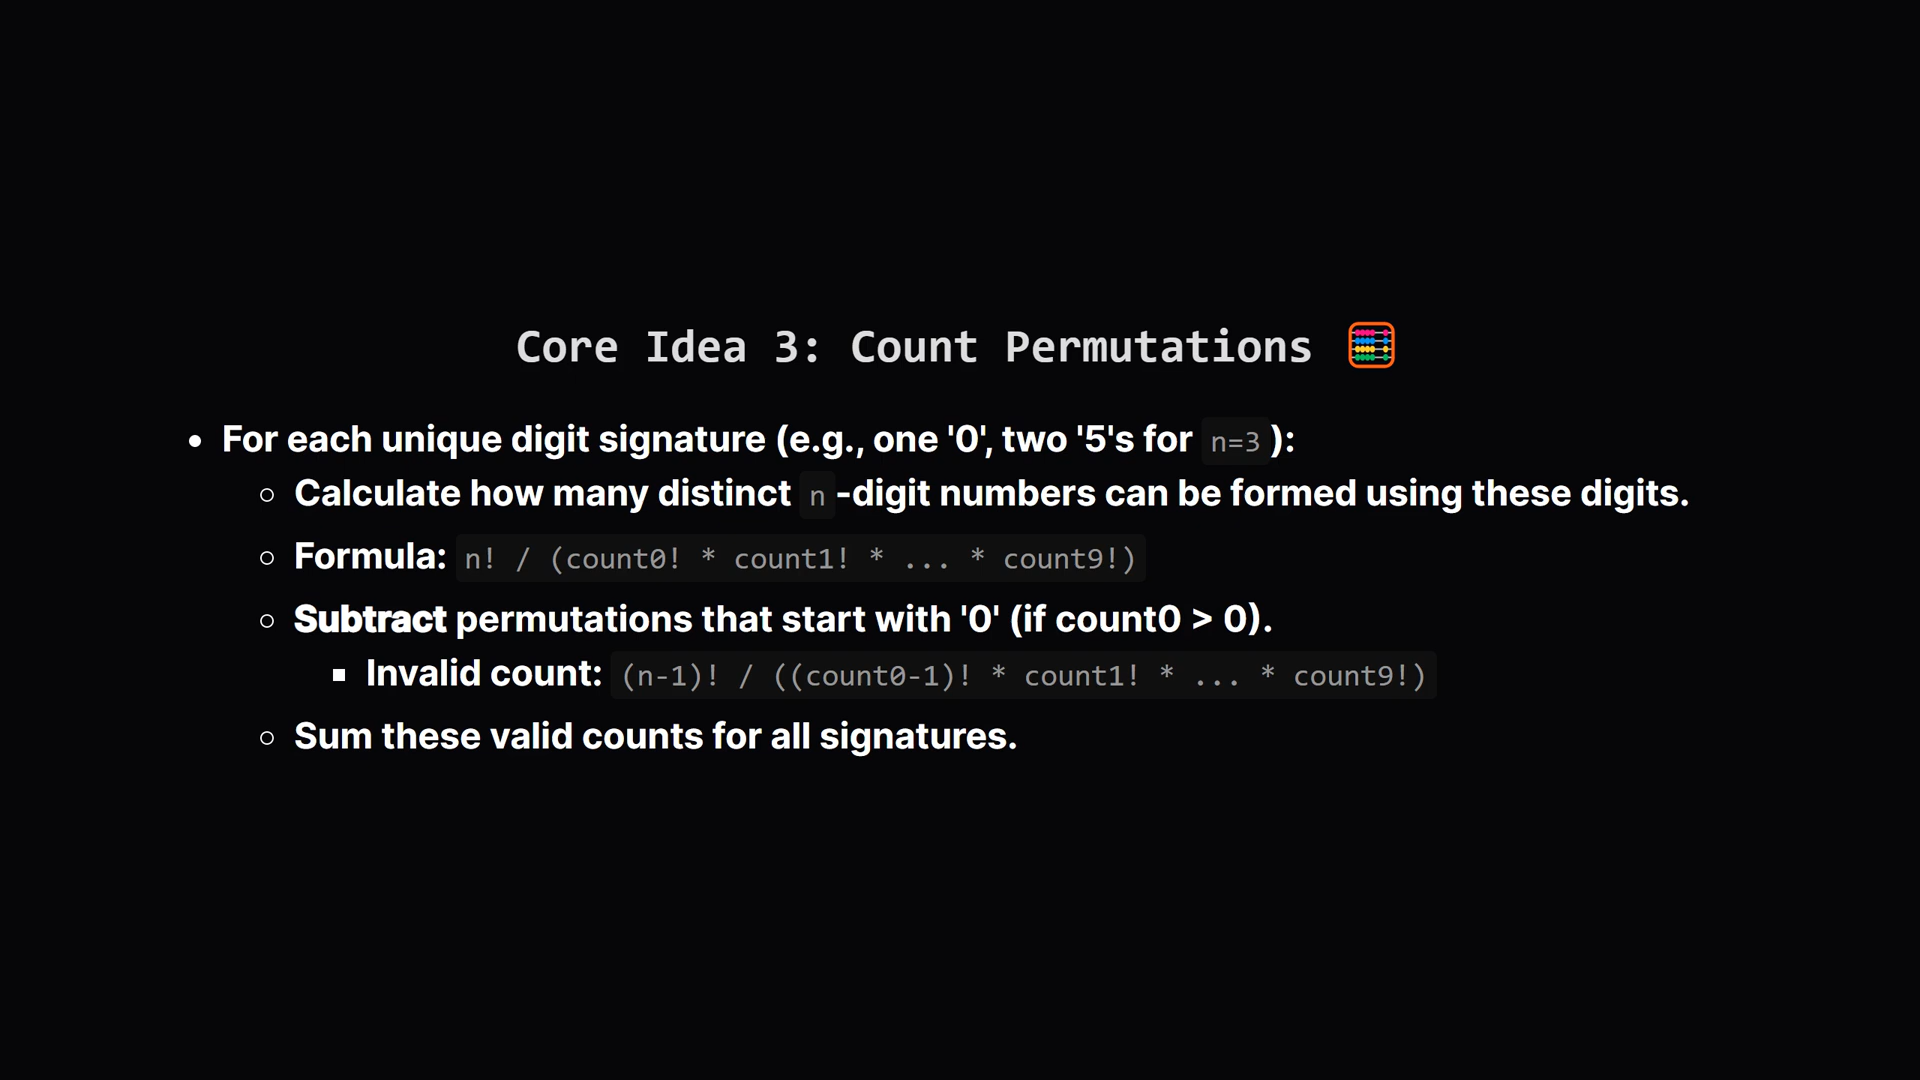 Core Idea 3: Count Permutations 🧮
• For each unique digit signature (e.g., one '0', two '5's for n=3):
○ Calculate how many distinct n-digit numbers can be formed using these digits.
○ Formula: n! / (count0! * count1! * ... * count9!)
○ Subtract permutations that start with '0' (if count0 > 0).
▪ Invalid count: (n-1)! / ((count0-1)! * count1! * ... * count9!)
○ Sum these valid counts for all signatures.